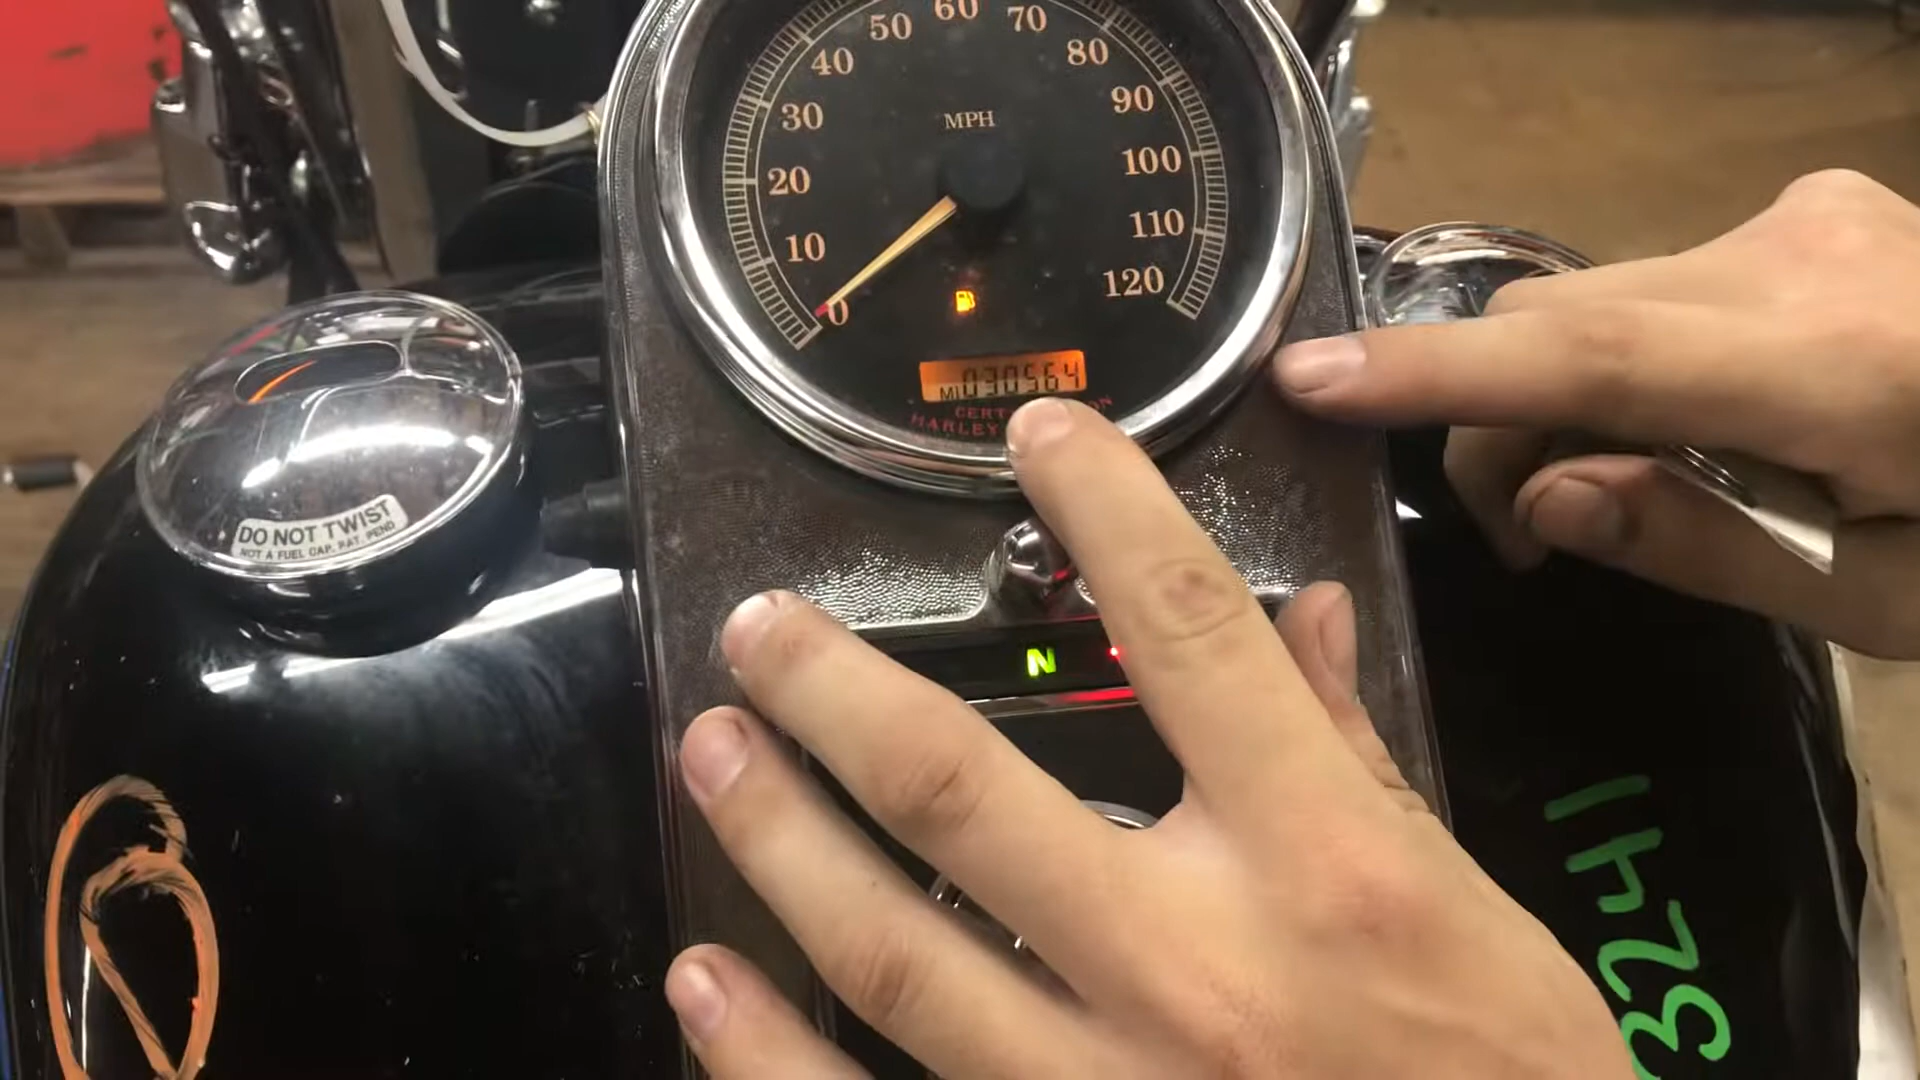 60
50 70
40 80
30 MPH 90
20 100
10 110
0 120
MI 030564
HARLEY
DO NOT TWIST
NOT A FUEL CAP. PAT. PEND
N
3241